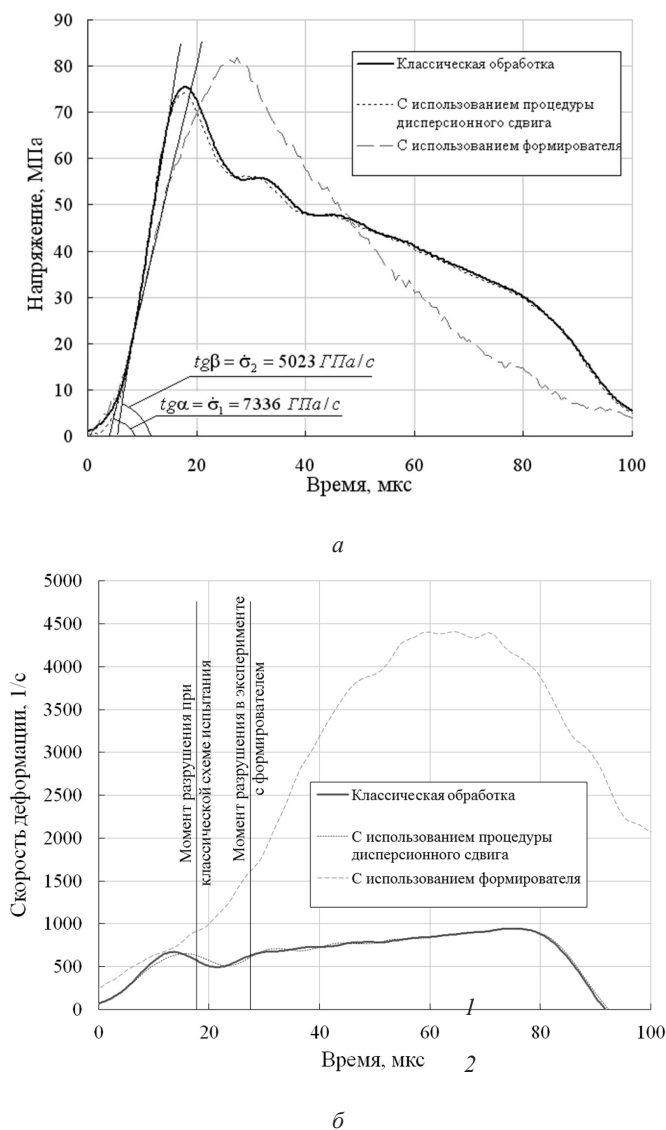 90
80
70
60
50
40
30
20
10
0
Напряжение, МПа
Классическая обработка
С использованием процедуры
дисперсионного сдвига
С использованием формирователя
tgβ = σ̇₂ = 5023 ГПа/с
tgα = σ̇₁ = 7336 ГПа/с
0 20 40 60 80 100
Время, мкс
а
5000
4500
4000
3500
3000
2500
2000
1500
1000
500
0
Скорость деформации, 1/с
Момент разрушения при
классической схеме испытания
Момент разрушения в эксперименте
с формирователем
Классическая обработка
С использованием процедуры
дисперсионного сдвига
С использованием формирователя
1
0 20 40 60 80 100
Время, мкс
2
б